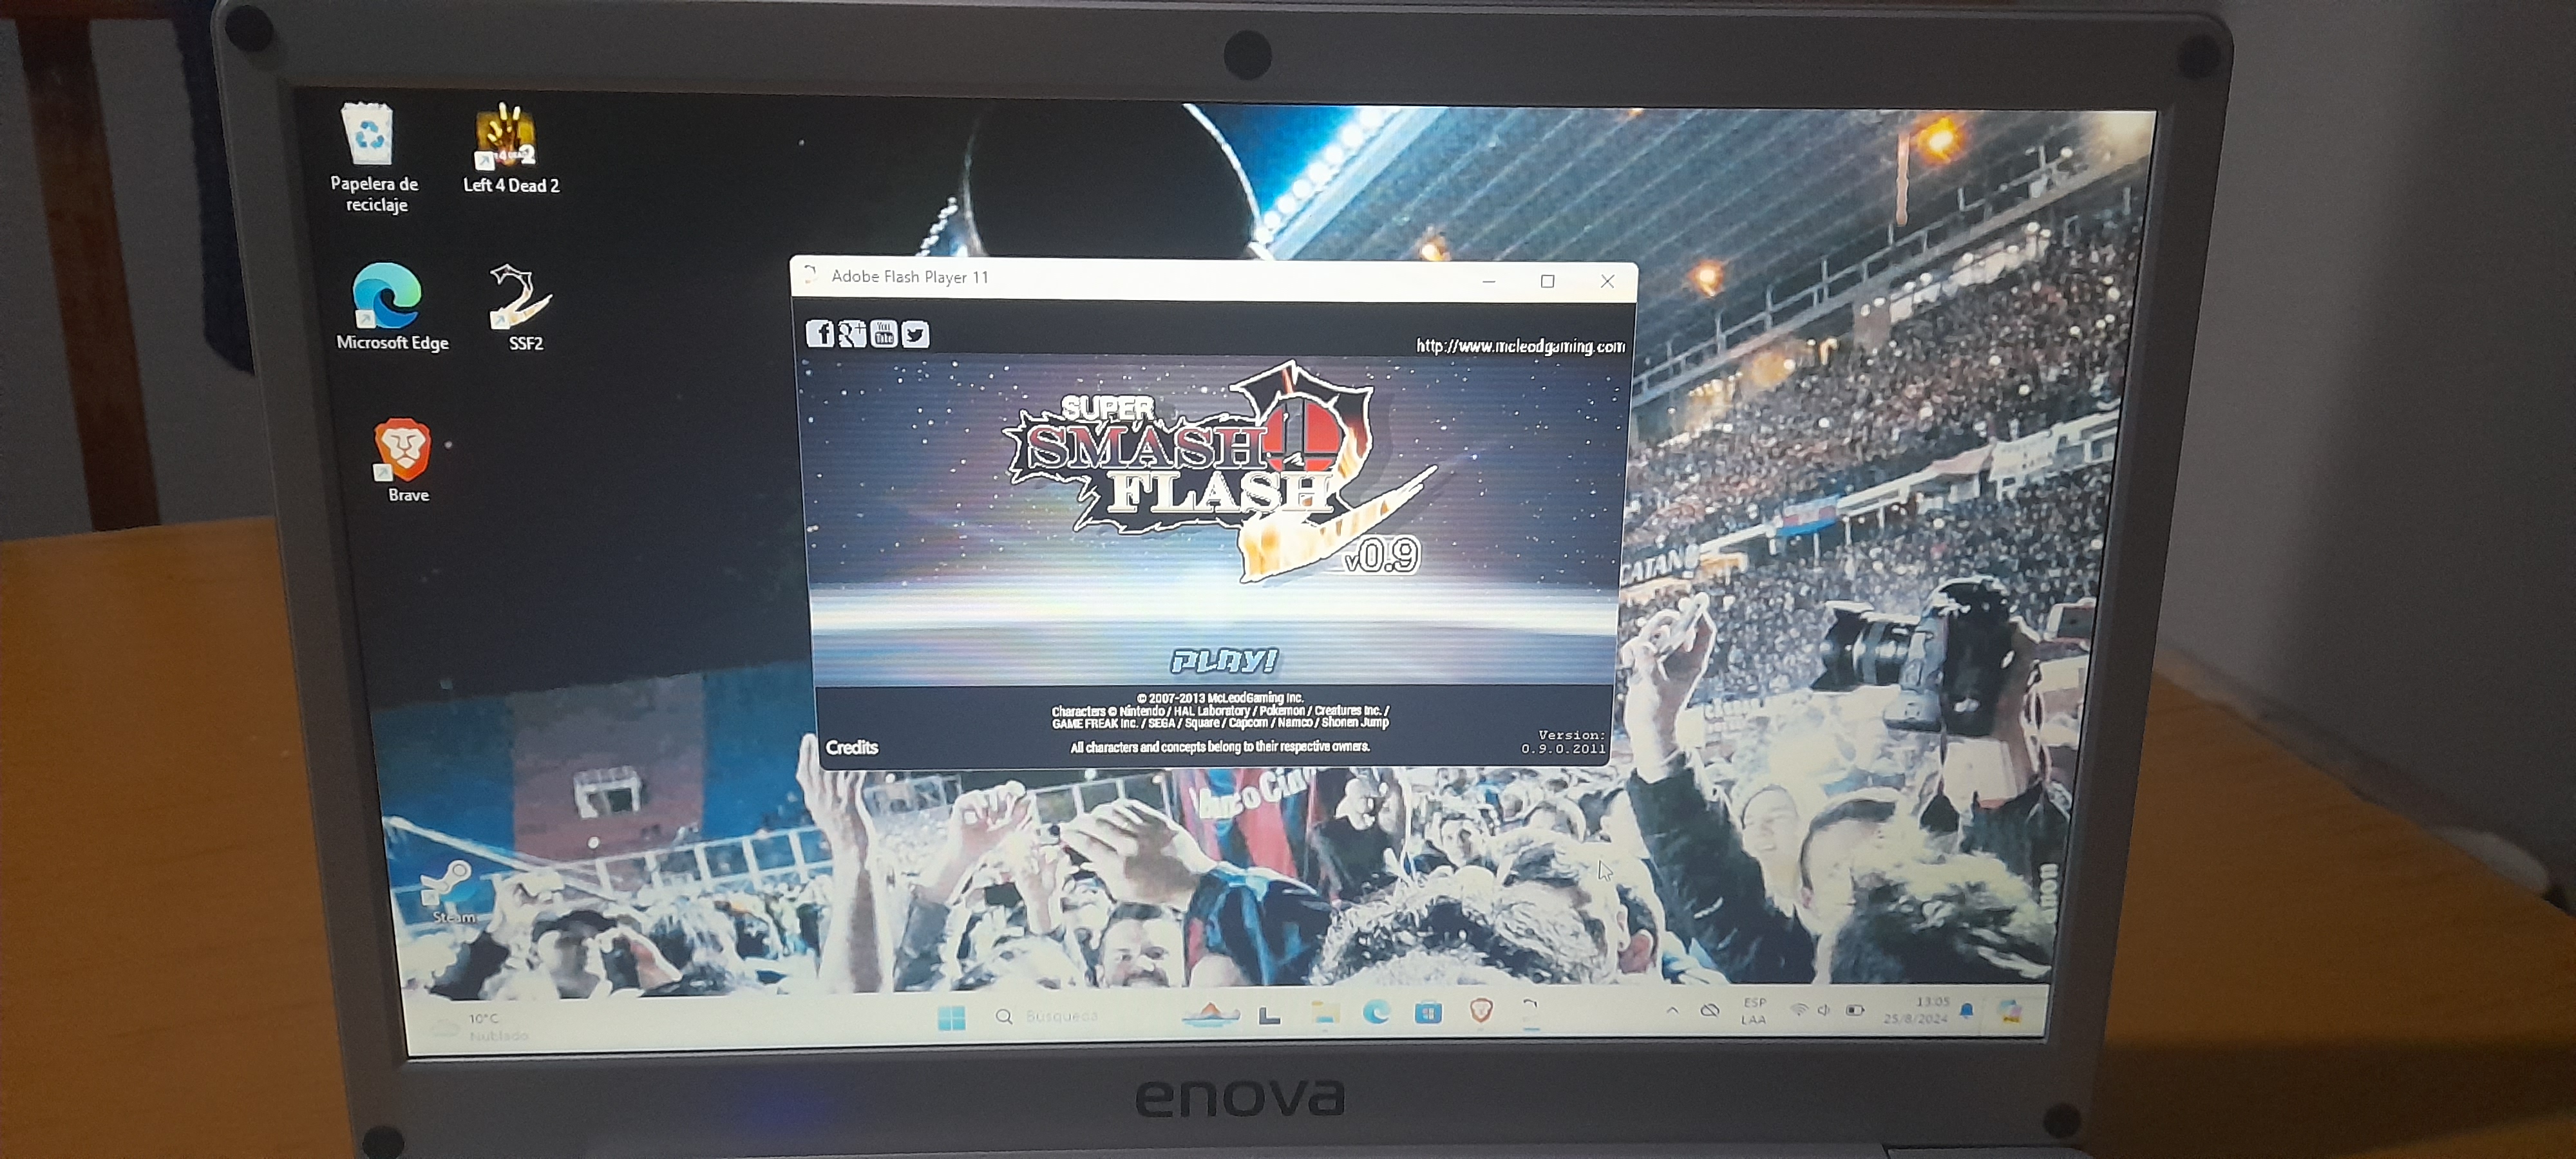 Papelera de
reciclaje
Left 4 Dead 2
Microsoft Edge
SSF2
Brave
Steam
Adobe Flash Player 11
f
g+
You
Tube
http://www.mcleodgaming.com
SUPER
SMASH
FLASH
2
v0.9
PLAY!
© 2007-2013 McLeodGaming Inc.
Characters © Nintendo / HAL Laboratory / Pokemon / Creatures Inc. /
GAME FREAK Inc. / SEGA / Square / Capcom / Namco / Shonen Jump
All characters and concepts belong to their respective owners.
Credits
Version:
0.9.0.2011
CATAN
10°C
Nublado
Búsqueda
ESP
LAA
13:05
25/8/2024
enova